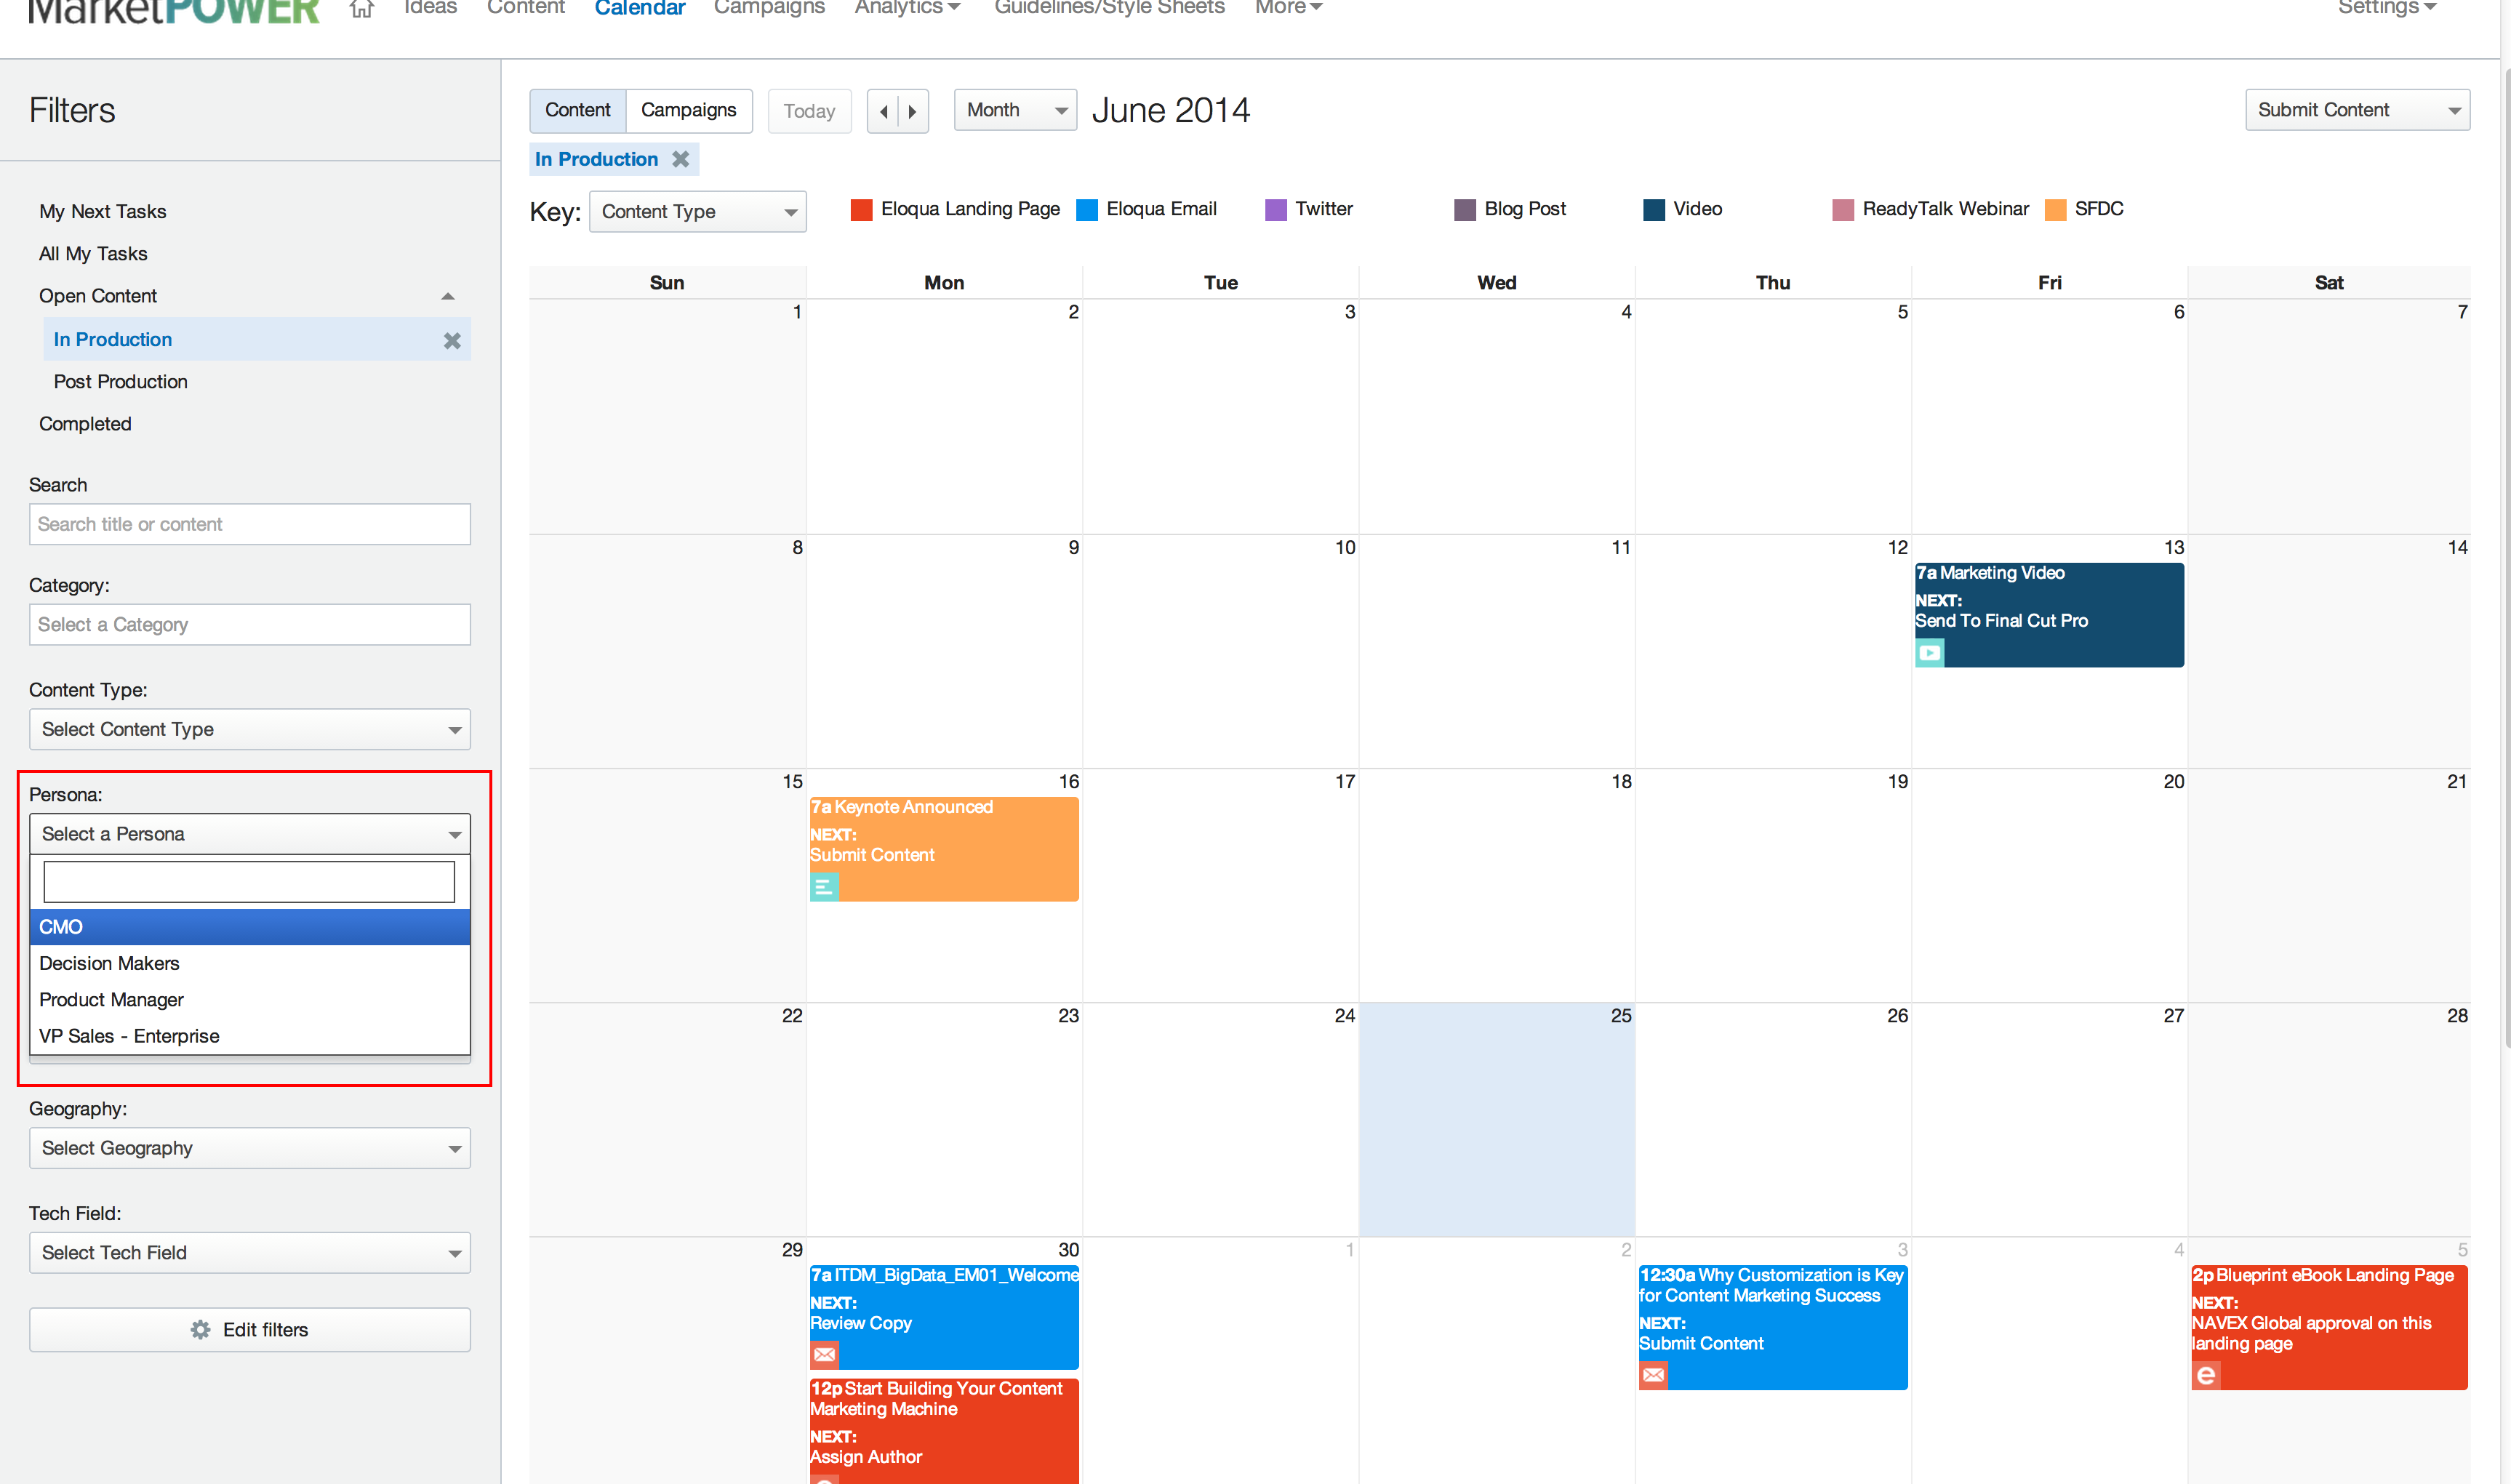 MarketPOWER Ideas Content Calendar Campaigns Analytics Guidelines/Style Sheets More Settings
Filters
My Next Tasks
All My Tasks
Open Content
In Production
Post Production
Completed
Search
Search title or content
Category:
Select a Category
Content Type:
Select Content Type
Persona:
Select a Persona
CMO
Decision Makers
Product Manager
VP Sales - Enterprise
Geography:
Select Geography
Tech Field:
Select Tech Field
Edit filters
Content Campaigns Today Month June 2014 Submit Content
In Production
Key: Content Type Eloqua Landing Page Eloqua Email Twitter Blog Post Video ReadyTalk Webinar SFDC
Sun Mon Tue Wed Thu Fri Sat
1 2 3 4 5 6 7
8 9 10 11 12 13 14
7a Marketing Video
NEXT:
Send To Final Cut Pro
15 16 17 18 19 20 21
7a Keynote Announced
NEXT:
Submit Content
22 23 24 25 26 27 28
29 30 1 2 3 4 5
7a ITDM_BigData_EM01_Welcome
NEXT:
Review Copy
12p Start Building Your Content
Marketing Machine
NEXT:
Assign Author
12:30a Why Customization is Key
for Content Marketing Success
NEXT:
Submit Content
2p Blueprint eBook Landing Page
NEXT:
NAVEX Global approval on this
landing page